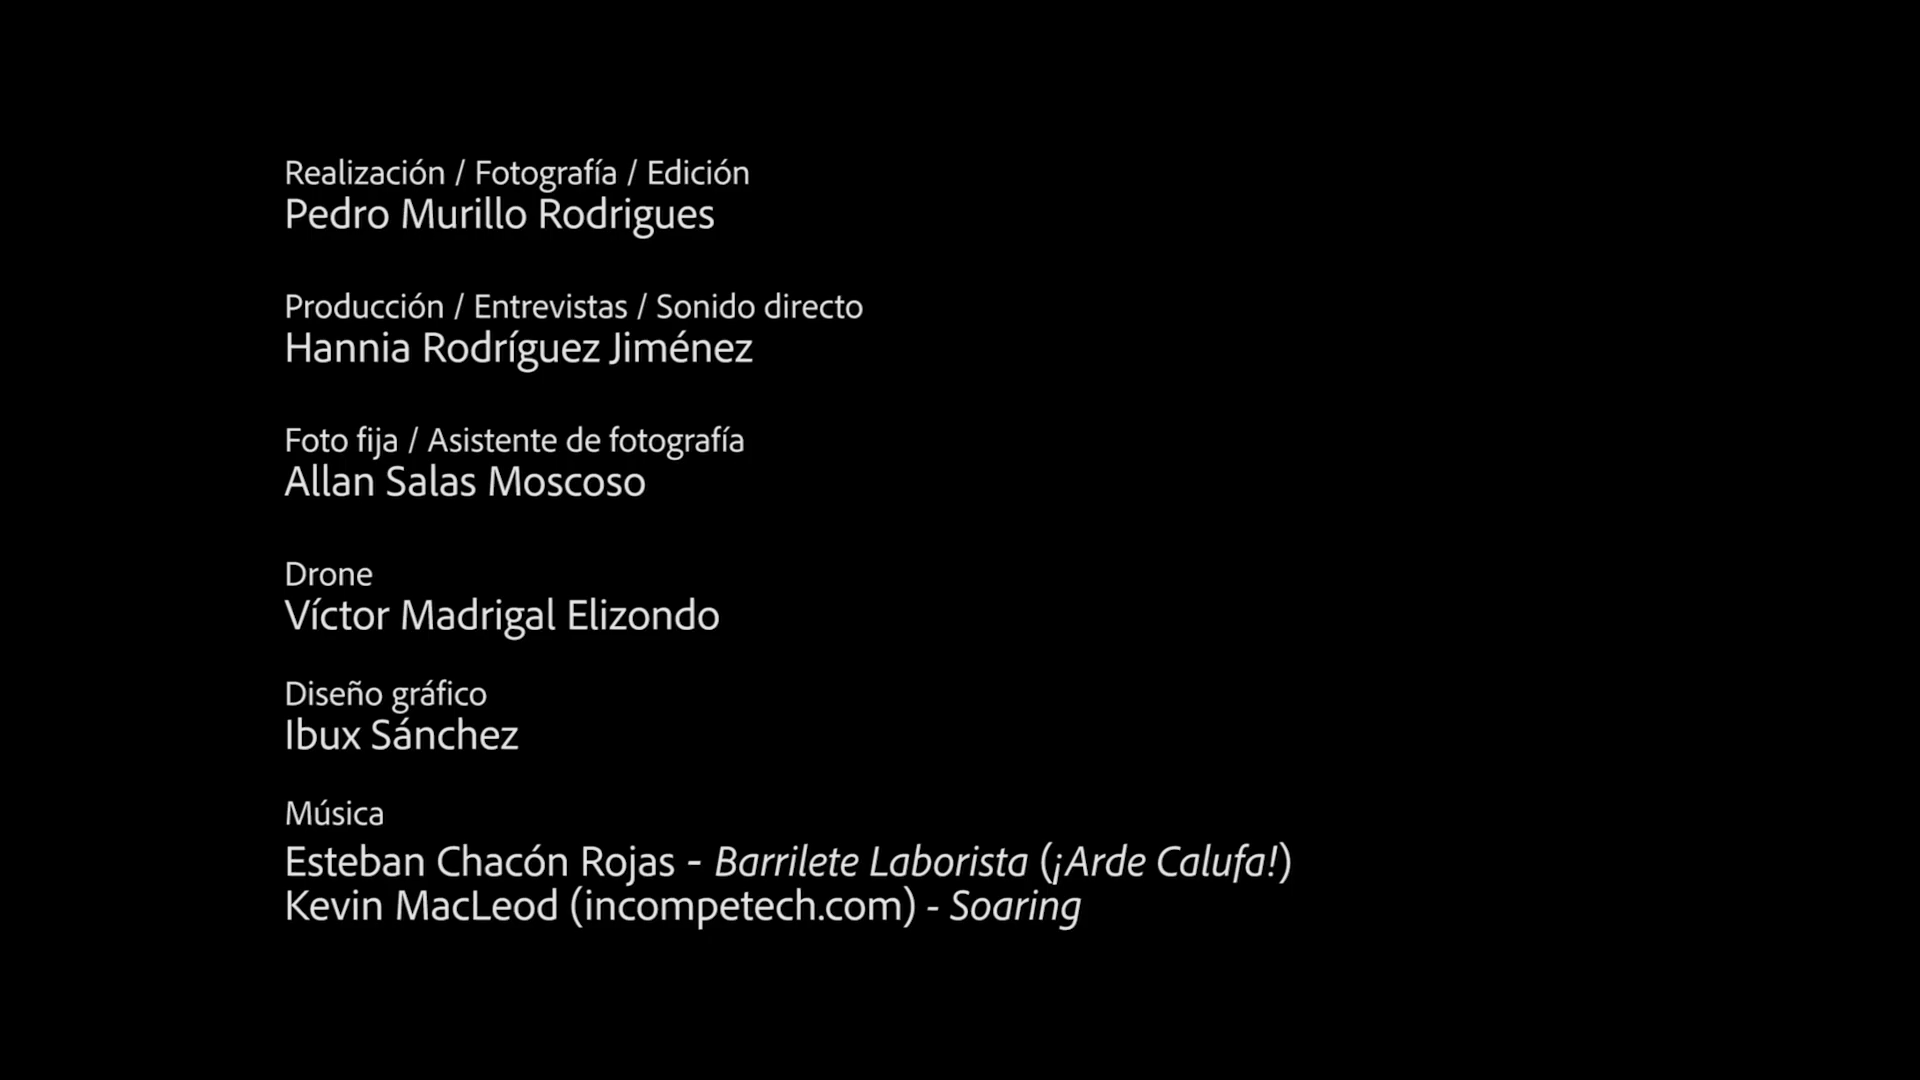 Realización / Fotografía / Edición
Pedro Murillo Rodrigues
Producción / Entrevistas / Sonido directo
Hannia Rodríguez Jiménez
Foto fija / Asistente de fotografía
Allan Salas Moscoso
Drone
Víctor Madrigal Elizondo
Diseño gráfico
Ibux Sánchez
Música
Esteban Chacón Rojas - Barrilete Laborista (¡Arde Calufa!)
Kevin MacLeod (incompetech.com) - Soaring